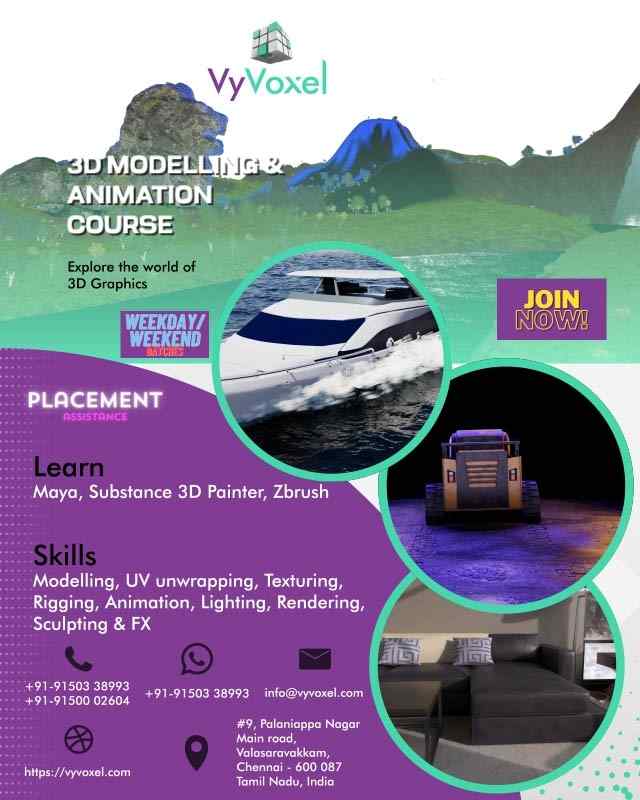 VyVoxel
3D MODELLING &
ANIMATION
COURSE
Explore the world of
3D Graphics
JOIN
NOW!
WEEKDAY/
WEEKEND
BATCHES
PLACEMENT
ASSISTANCE
Learn
Maya, Substance 3D Painter, Zbrush
Skills
Modelling, UV unwrapping, Texturing,
Rigging, Animation, Lighting, Rendering,
Sculpting & FX
+91-91503 38993
+91-91500 02604
+91-91503 38993
info@vyvoxel.com
https://vyvoxel.com
#9, Palaniappa Nagar
Main road,
Valasaravakkam,
Chennai - 600 087
Tamil Nadu, India